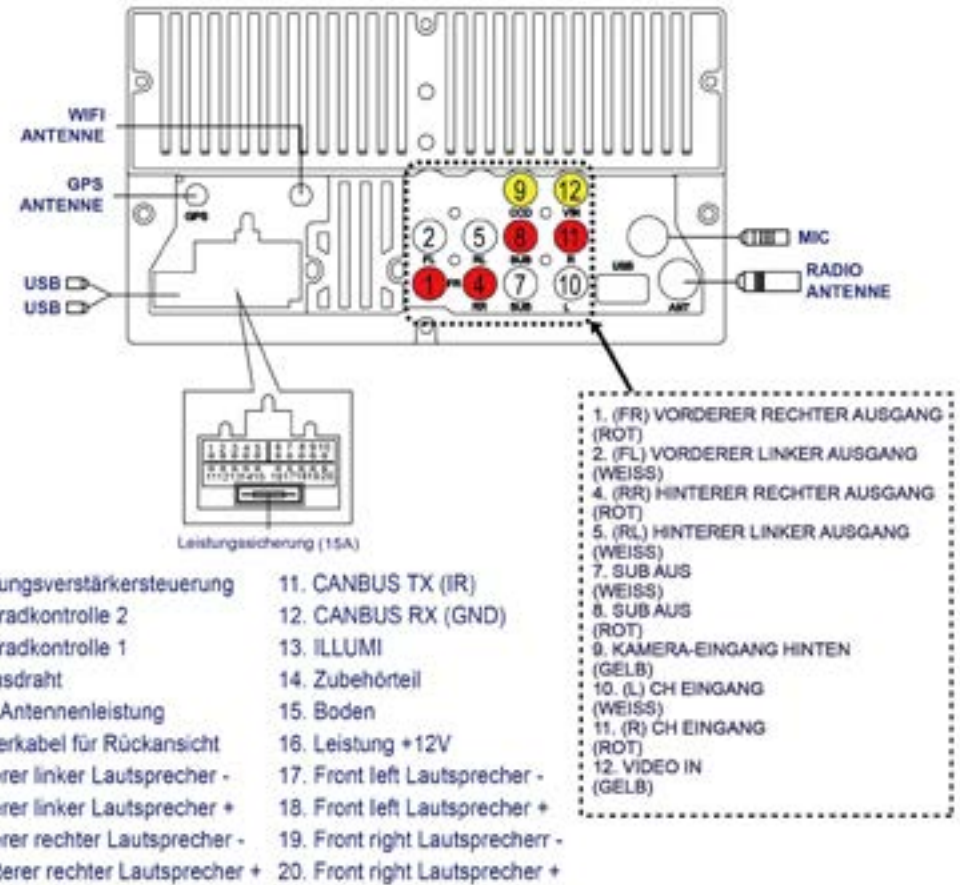 WIFI
ANTENNE
GPS
ANTENNE
GPS
USB
USB
9
12
CCD
VIN
2
5
8
11
FL
RL
SUB
R
1
FR
4
7
10
RR
SUB
L
USB
ANT
MIC
RADIO
ANTENNE
Leistungssicherung (15A)
1. (FR) VORDERER RECHTER AUSGANG
(ROT)
2. (FL) VORDERER LINKER AUSGANG
(WEISS)
4. (RR) HINTERER RECHTER AUSGANG
(ROT)
5. (RL) HINTERER LINKER AUSGANG
(WEISS)
7. SUB AUS
(WEISS)
8. SUB AUS
(ROT)
9. KAMERA-EINGANG HINTEN
(GELB)
10. (L) CH EINGANG
(WEISS)
11. (R) CH EINGANG
(ROT)
12. VIDEO IN
(GELB)
ungsverstärkersteuerung
radkontrolle 2
radkontrolle 1
nsdraht
Antennenleistung
erkabel für Rückansicht
erer linker Lautsprecher -
erer linker Lautsprecher +
erer rechter Lautsprecher -
terer rechter Lautsprecher +
11. CANBUS TX (IR)
12. CANBUS RX (GND)
13. ILLUMI
14. Zubehörteil
15. Boden
16. Leistung +12V
17. Front left Lautsprecher -
18. Front left Lautsprecher +
19. Front right Lautsprecherr -
20. Front right Lautsprecher +